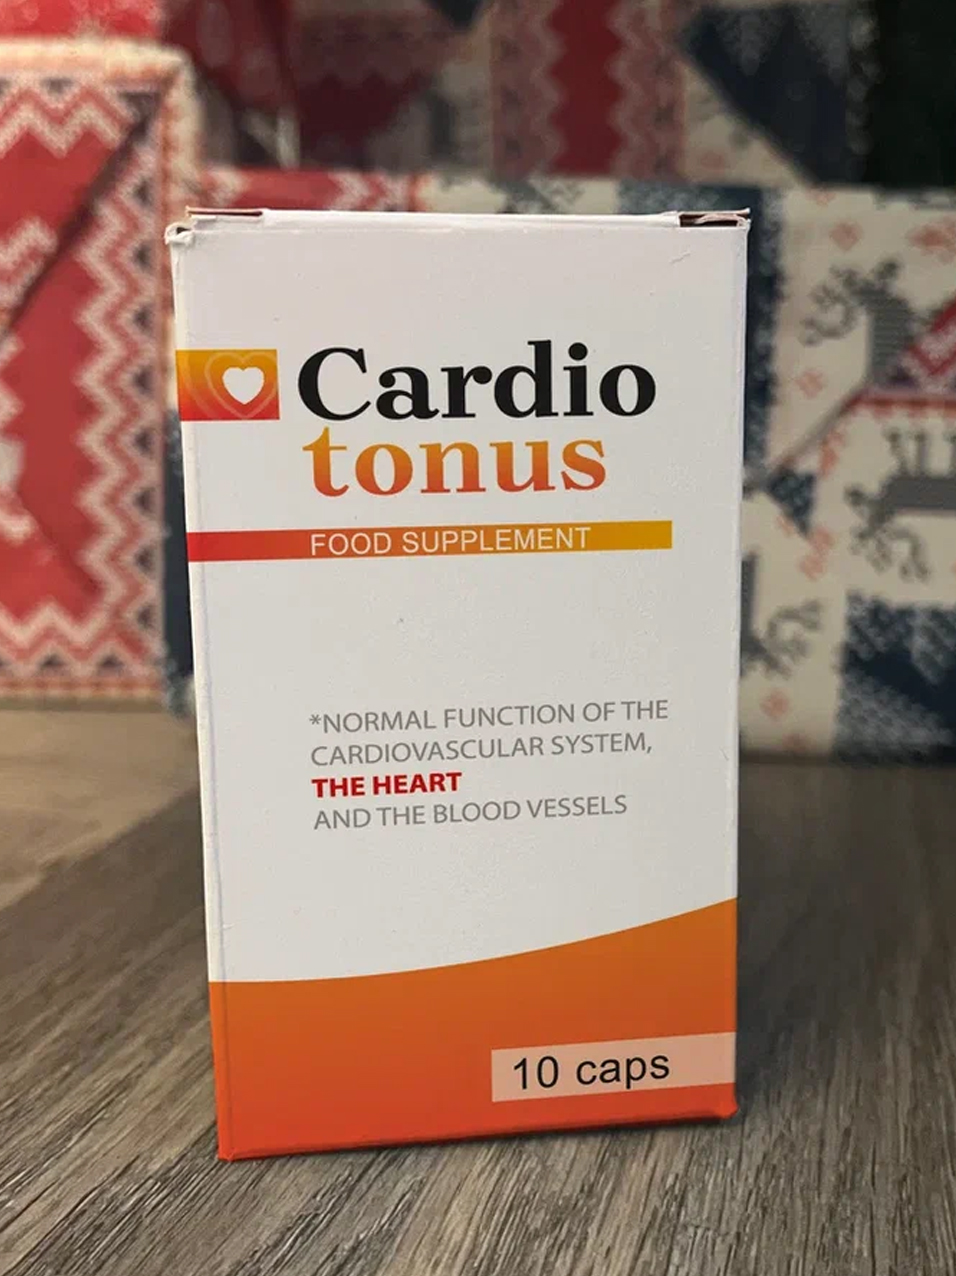 Cardio
tonus
FOOD SUPPLEMENT
*NORMAL FUNCTION OF THE
CARDIOVASCULAR SYSTEM,
THE HEART
AND THE BLOOD VESSELS
10 caps